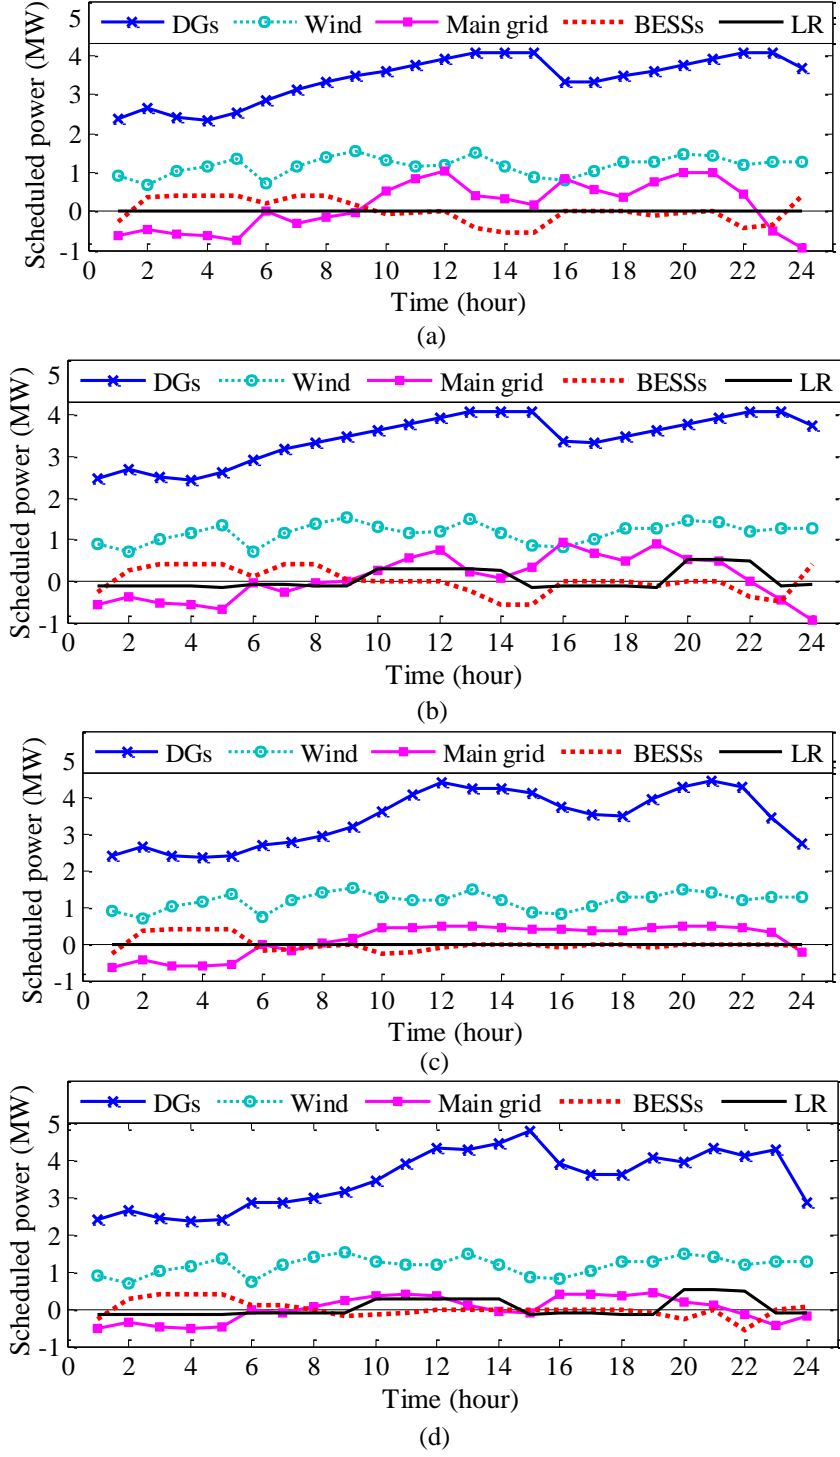 DGs Wind Main grid BESSs LR
Scheduled power (MW)
5
4
3
2
1
0
-1
0 2 4 6 8 10 12 14 16 18 20 22 24
Time (hour)
(a)
DGs Wind Main grid BESSs LR
Scheduled power (MW)
5
4
3
2
1
0
-1
0 2 4 6 8 10 12 14 16 18 20 22 24
Time (hour)
(b)
DGs Wind Main grid BESSs LR
Scheduled power (MW)
5
4
3
2
1
0
-1
0 2 4 6 8 10 12 14 16 18 20 22 24
Time (hour)
(c)
DGs Wind Main grid BESSs LR
Scheduled power (MW)
5
4
3
2
1
0
-1
0 2 4 6 8 10 12 14 16 18 20 22 24
Time (hour)
(d)